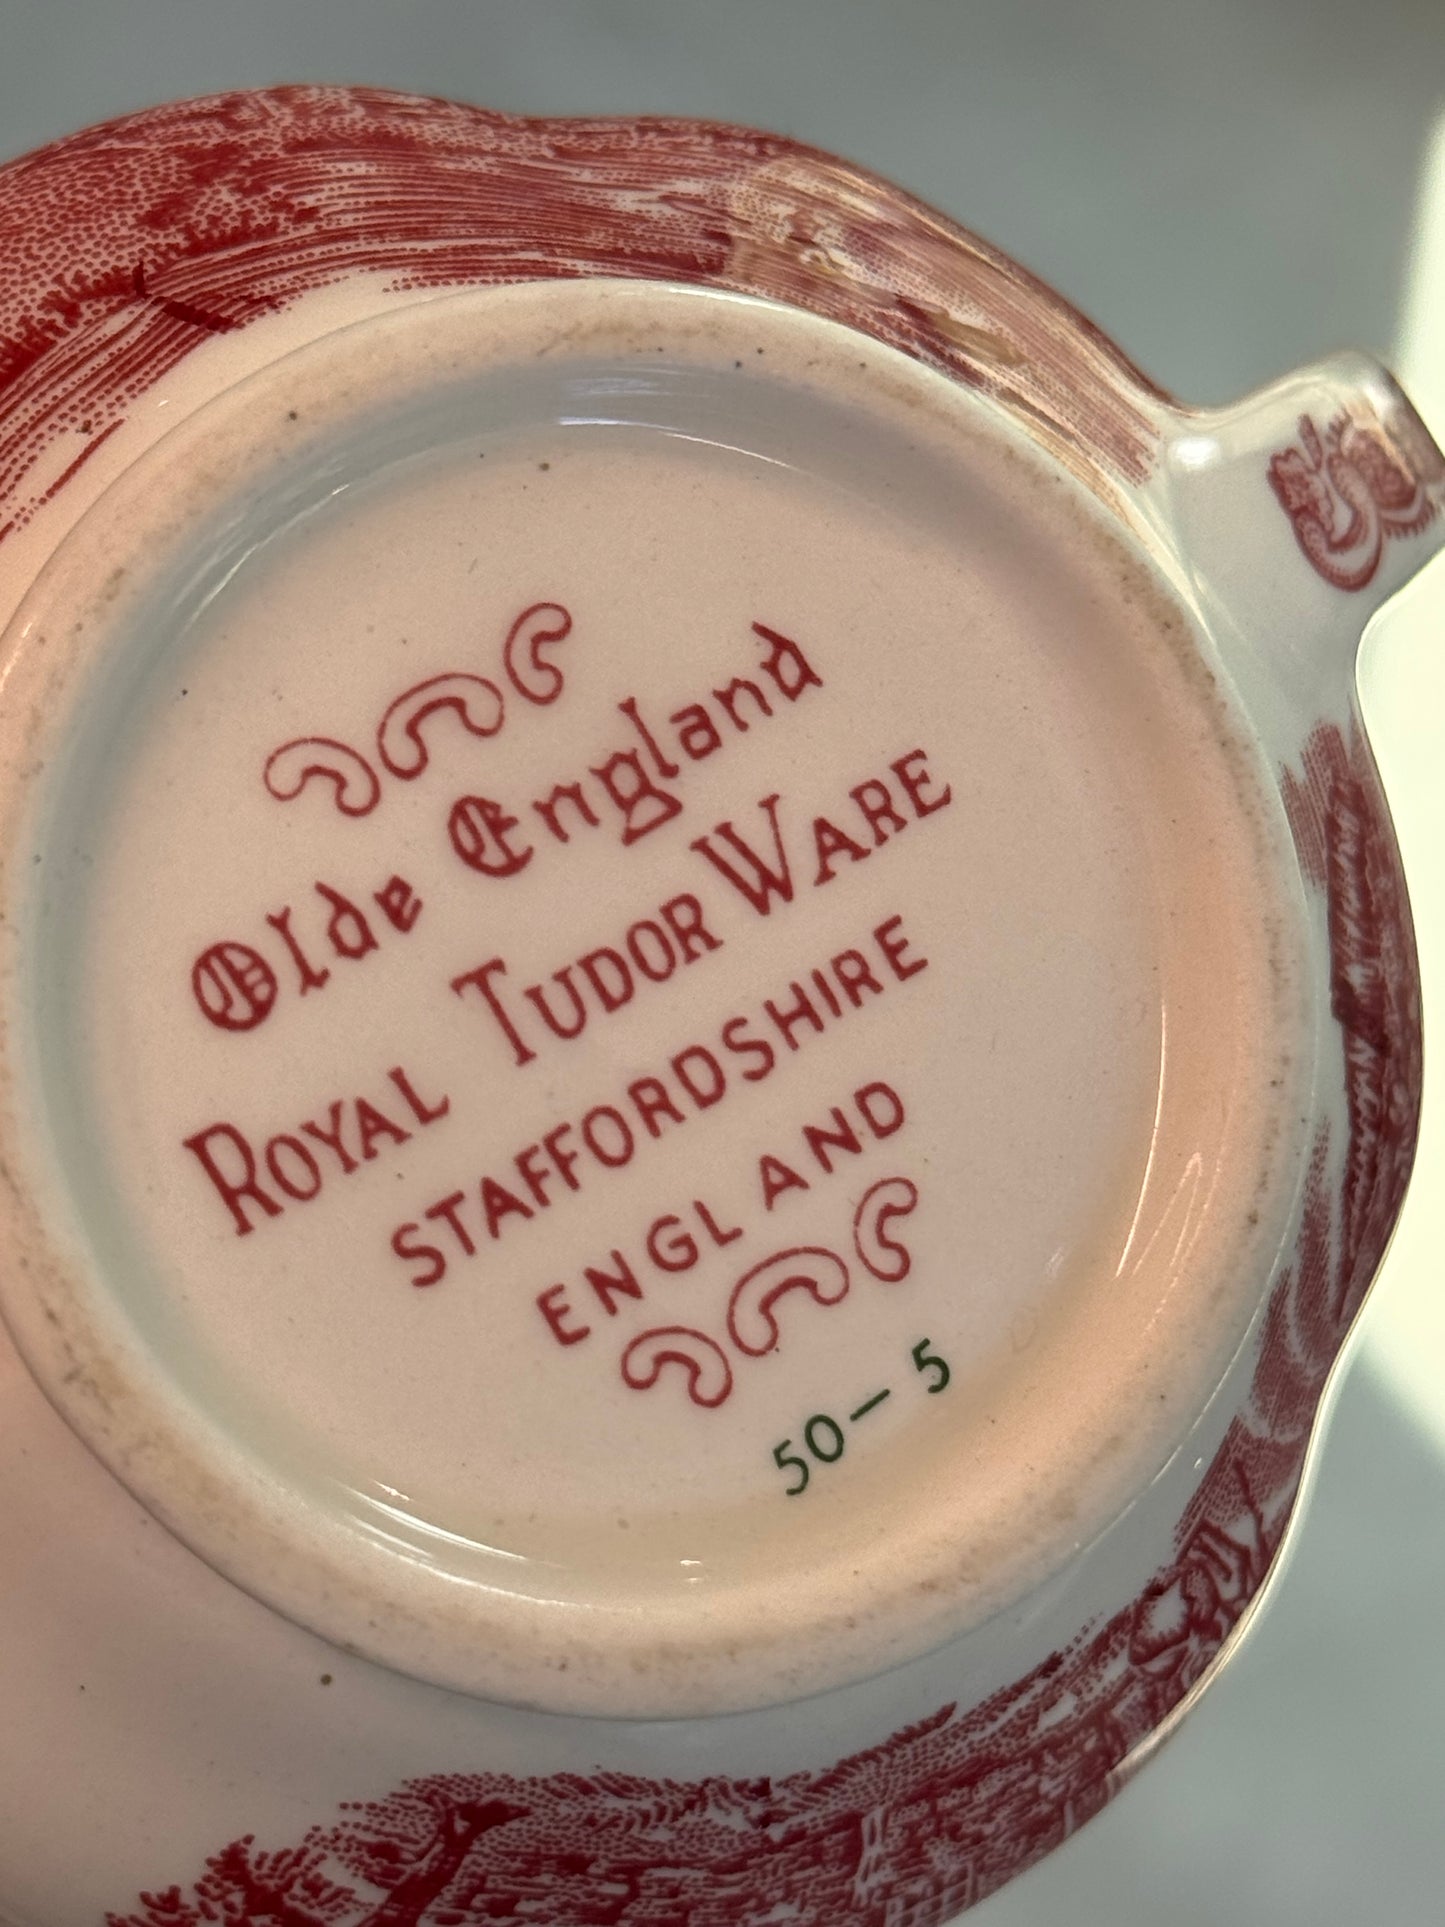 Olde England
ROYAL TUDOR WARE
STAFFORDSHIRE
ENGLAND
50-5